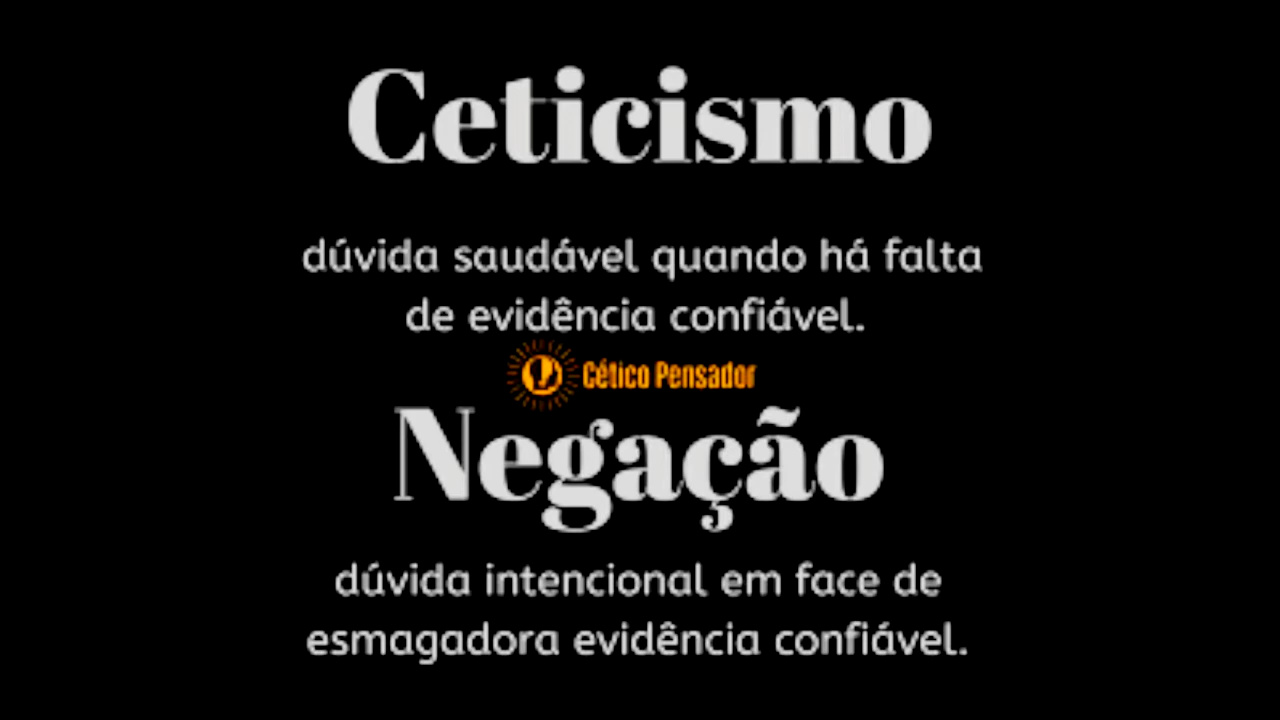 Ceticismo
dúvida saudável quando há falta
de evidência confiável.
Cético Pensador
Negação
dúvida intencional em face de
esmagadora evidência confiável.